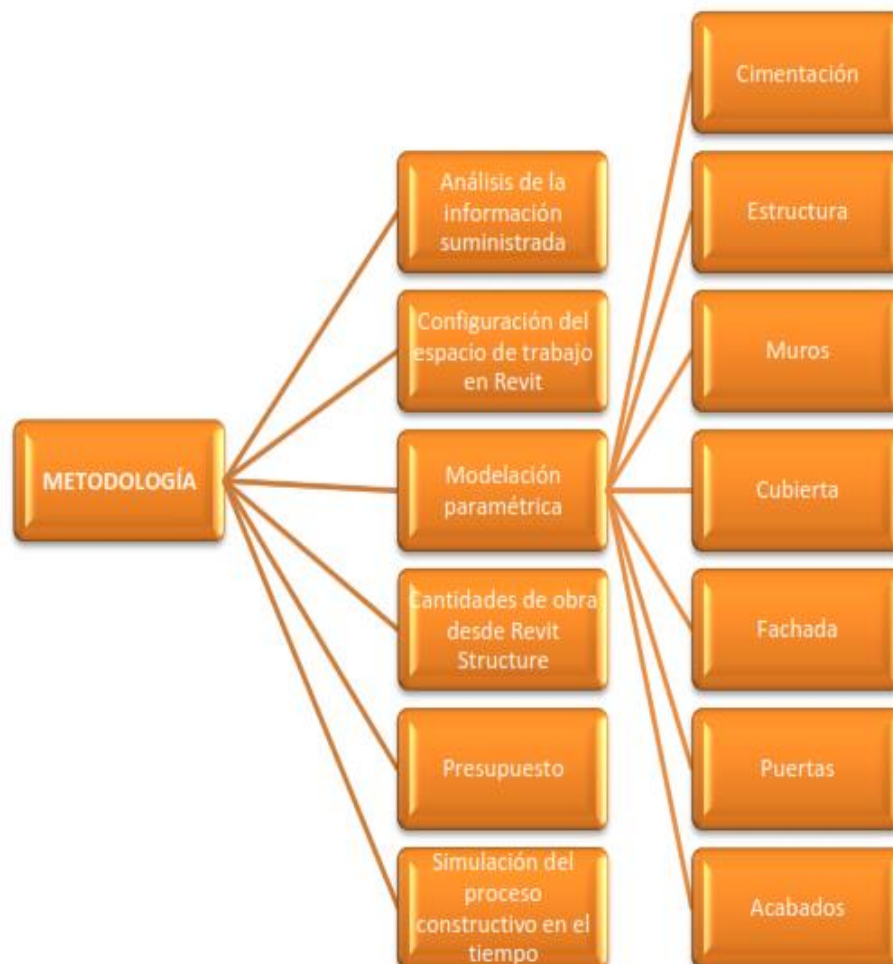 METODOLOGÍA
Análisis de la
información
suministrada
Configuración del
espacio de trabajo
en Revit
Modelación
paramétrica
Cantidades de obra
desde Revit
Structure
Presupuesto
Simulación del
proceso
constructivo en el
tiempo
Cimentación
Estructura
Muros
Cubierta
Fachada
Puertas
Acabados